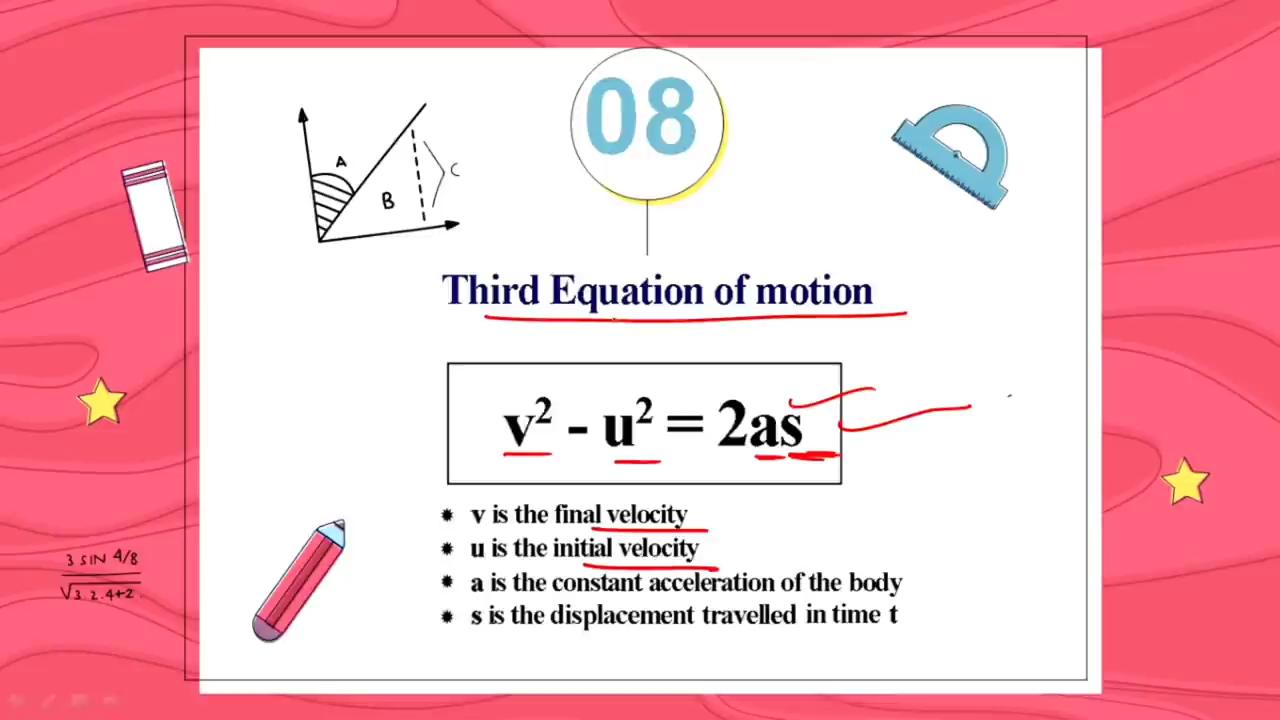 08
A
B
C
Third Equation of motion
v² - u² = 2as
✷ v is the final velocity
✷ u is the initial velocity
✷ a is the constant acceleration of the body
✷ s is the displacement travelled in time t
3 SIN 4/8
√3.2.4+2.